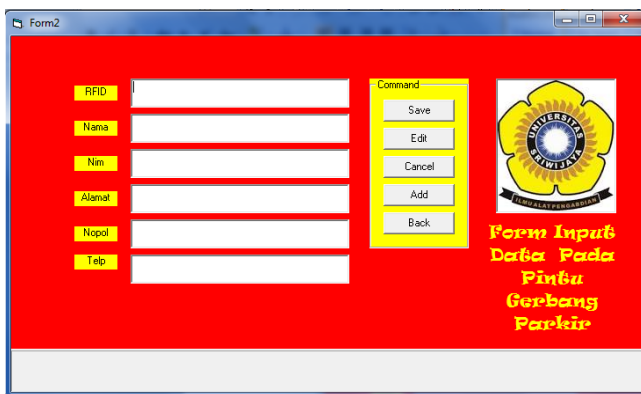 Form2
RFID
Nama
Nim
Alamat
Nopol
Telp
Command
Save
Edit
Cancel
Add
Back
UNIVERSITAS
SRIWIJAYA
ILMU ALAT PENGABDIAN
Form Input
Data Pada
Pintu
Gerbang
Parkir